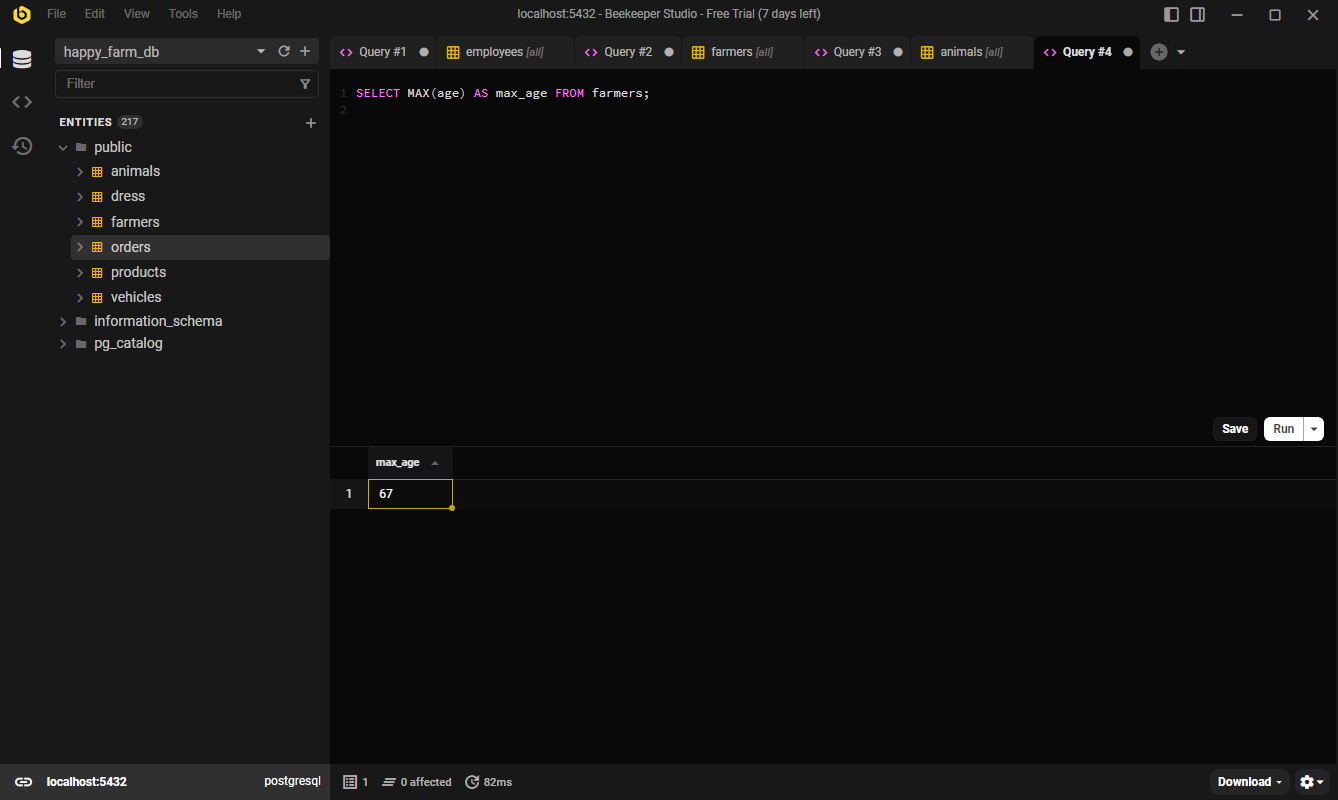 File Edit View Tools Help
localhost:5432 - Beekeeper Studio - Free Trial (7 days left)
happy_farm_db
Query #1 employees [all] Query #2 farmers [all] Query #3 animals [all] Query #4
Filter
ENTITIES 217
public
animals
dress
farmers
orders
products
vehicles
information_schema
pg_catalog
1 SELECT MAX(age) AS max_age FROM farmers;
2
Save Run
max_age
1 67
localhost:5432 postgresql
1 0 affected 82ms
Download